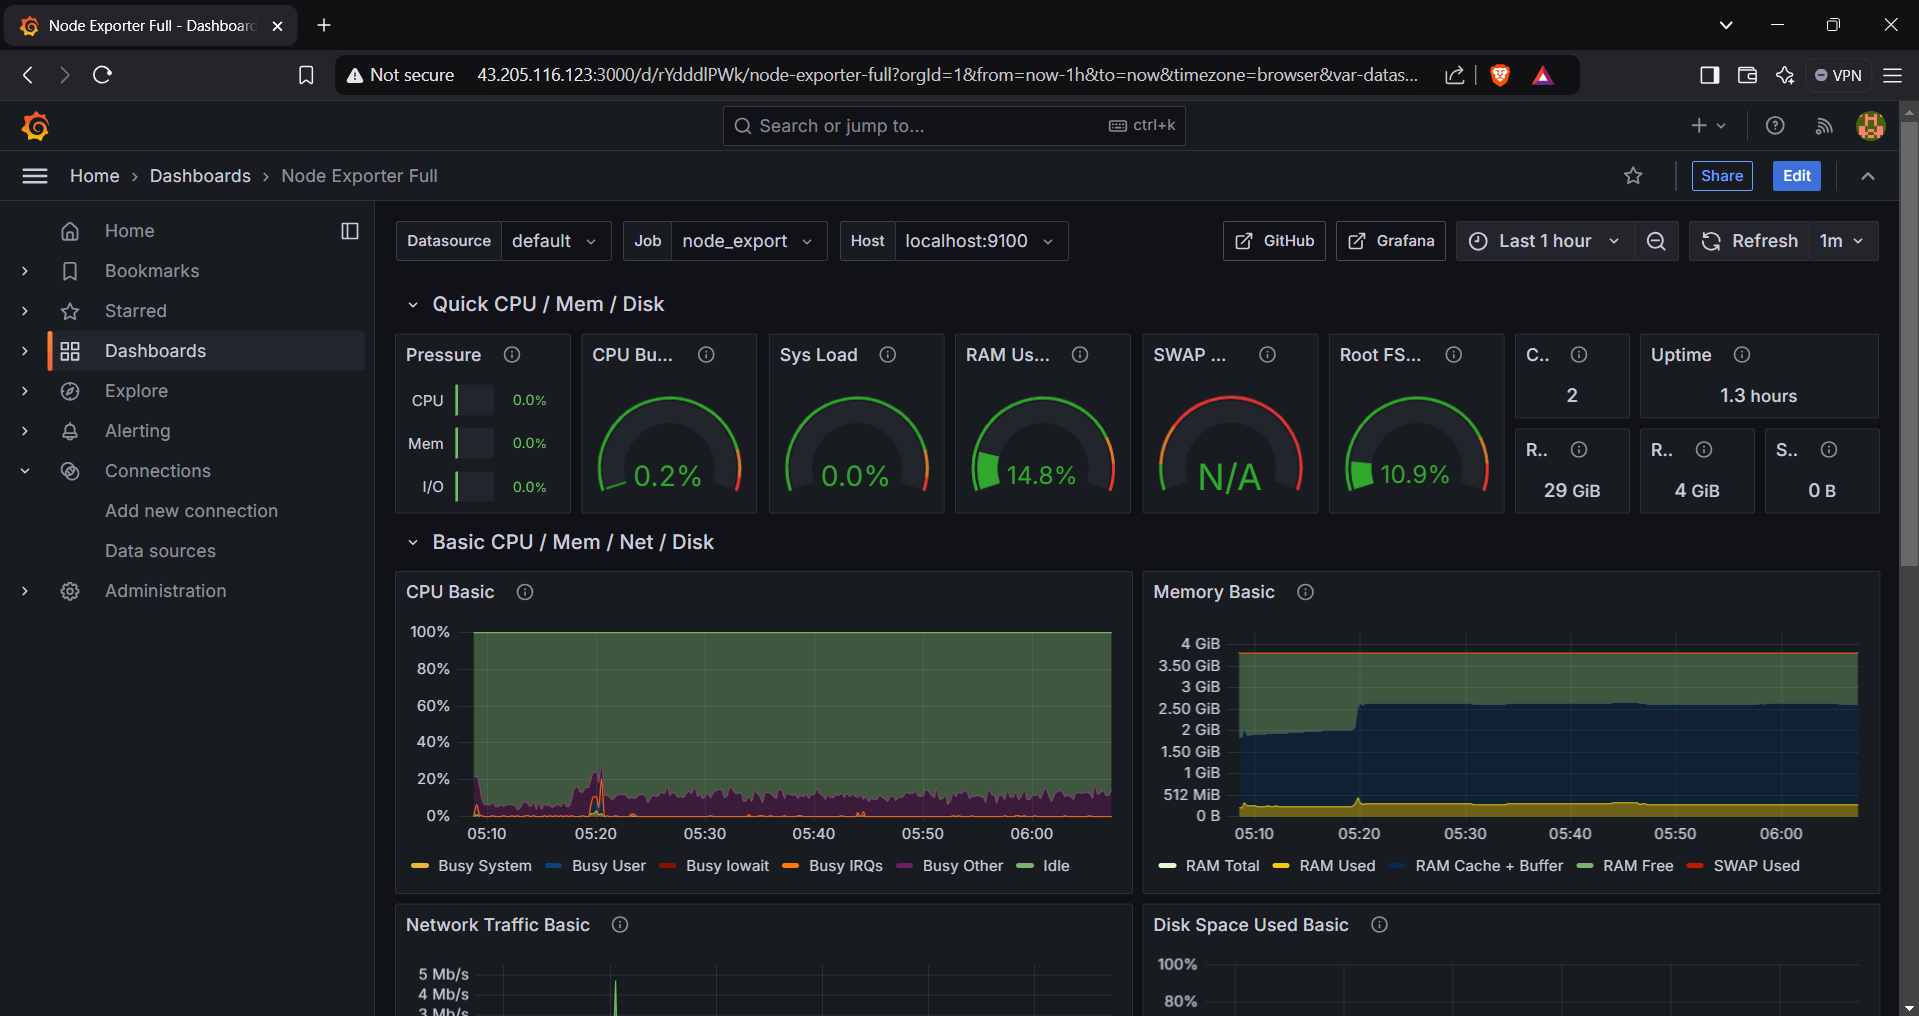 Node Exporter Full - Dashboard
Not secure 43.205.116.123:3000/d/rYdddlPWk/node-exporter-full?orgId=1&from=now-1h&to=now&timezone=browser&var-datas...
VPN
Search or jump to... ctrl+k
Home › Dashboards › Node Exporter Full
Share
Edit
Home
Bookmarks
Starred
Dashboards
Explore
Alerting
Connections
Add new connection
Data sources
Administration
Datasource default
Job node_export
Host localhost:9100
GitHub
Grafana
Last 1 hour
Refresh 1m
Quick CPU / Mem / Disk
Pressure
CPU 0.0%
Mem 0.0%
I/O 0.0%
CPU Bu...
0.2%
Sys Load
0.0%
RAM Us...
14.8%
SWAP ...
N/A
Root FS...
10.9%
C..
2
Uptime
1.3 hours
R..
29 GiB
R..
4 GiB
S..
0 B
Basic CPU / Mem / Net / Disk
CPU Basic
100%
80%
60%
40%
20%
0%
05:10 05:20 05:30 05:40 05:50 06:00
Busy System Busy User Busy Iowait Busy IRQs Busy Other Idle
Memory Basic
4 GiB
3.50 GiB
3 GiB
2.50 GiB
2 GiB
1.50 GiB
1 GiB
512 MiB
0 B
05:10 05:20 05:30 05:40 05:50 06:00
RAM Total RAM Used RAM Cache + Buffer RAM Free SWAP Used
Network Traffic Basic
5 Mb/s
4 Mb/s
3 Mb/s
Disk Space Used Basic
100%
80%